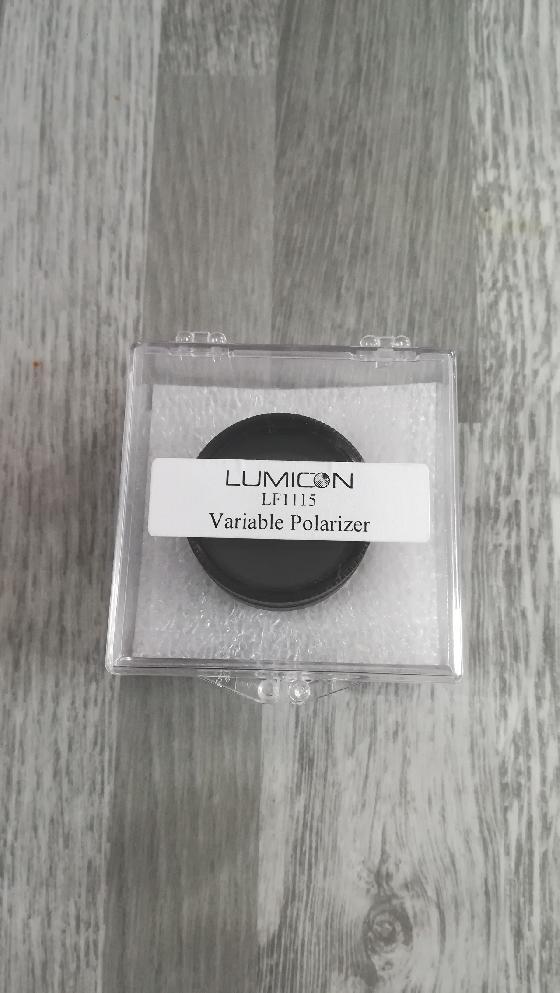 LUMICON
LF1115
Variable Polarizer